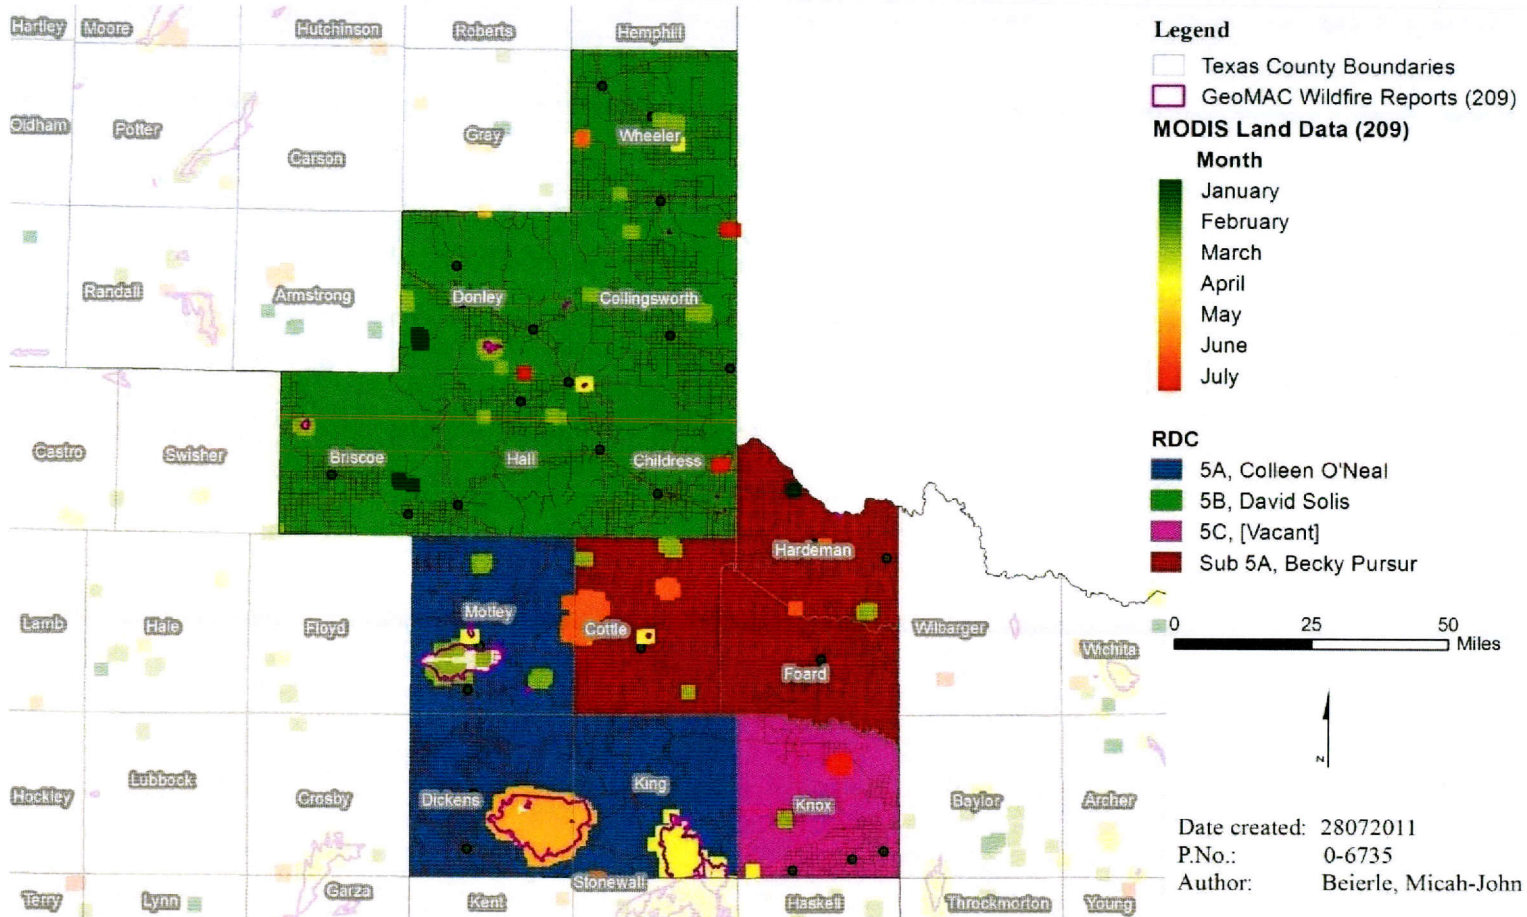 Hartley Moore Hutchinson Roberts Hemphill
Oldham Potter Carson Gray Wheeler
Randall Armstrong Donley Collingsworth
Castro Swisher Briscoe Hall Childress
Hardeman
Lamb Hale Floyd Motley Cottle Wilbarger
Wichita
Foard
Hockley Lubbock Crosby Dickens King Knox Baylor Archer
Terry Lynn Garza Kent Stonewall Haskell Throckmorton Young
Legend
Texas County Boundaries
GeoMAC Wildfire Reports (209)
MODIS Land Data (209)
Month
January
February
March
April
May
June
July
RDC
5A, Colleen O'Neal
5B, David Solis
5C, [Vacant]
Sub 5A, Becky Pursur
0 25 50
Miles
N
Date created: 28072011
P.No.: 0-6735
Author: Beierle, Micah-John